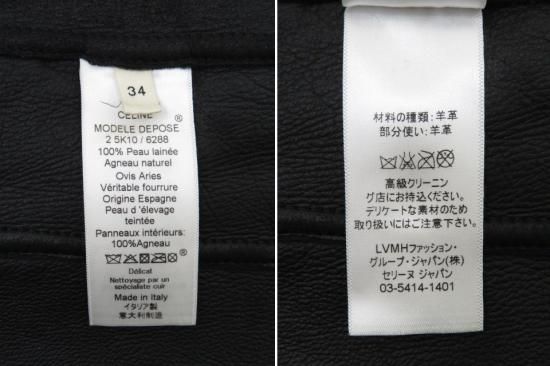 34
CELINE ®
MODELE DEPOSE
2 5K10 / 6288
100% Peau lainée
Agneau naturel
Ovis Aries
Véritable fourrure
Origine Espagne
Peau d 'élevage
teintée
Panneaux intérieurs:
100%Agneau
Délicat
Nettoyage par un
spécialiste cuir
Made in Italy
イタリア製
意大利制造
材料の種類: 羊革
部分使い: 羊革
高級クリーニン
グ店にお持込ください。
デリケートな素材のため
取り扱いにはご注意下さい。
LVMHファッション・
グループ・ジャパン(株)
セリーヌ ジャパン
03-5414-1401